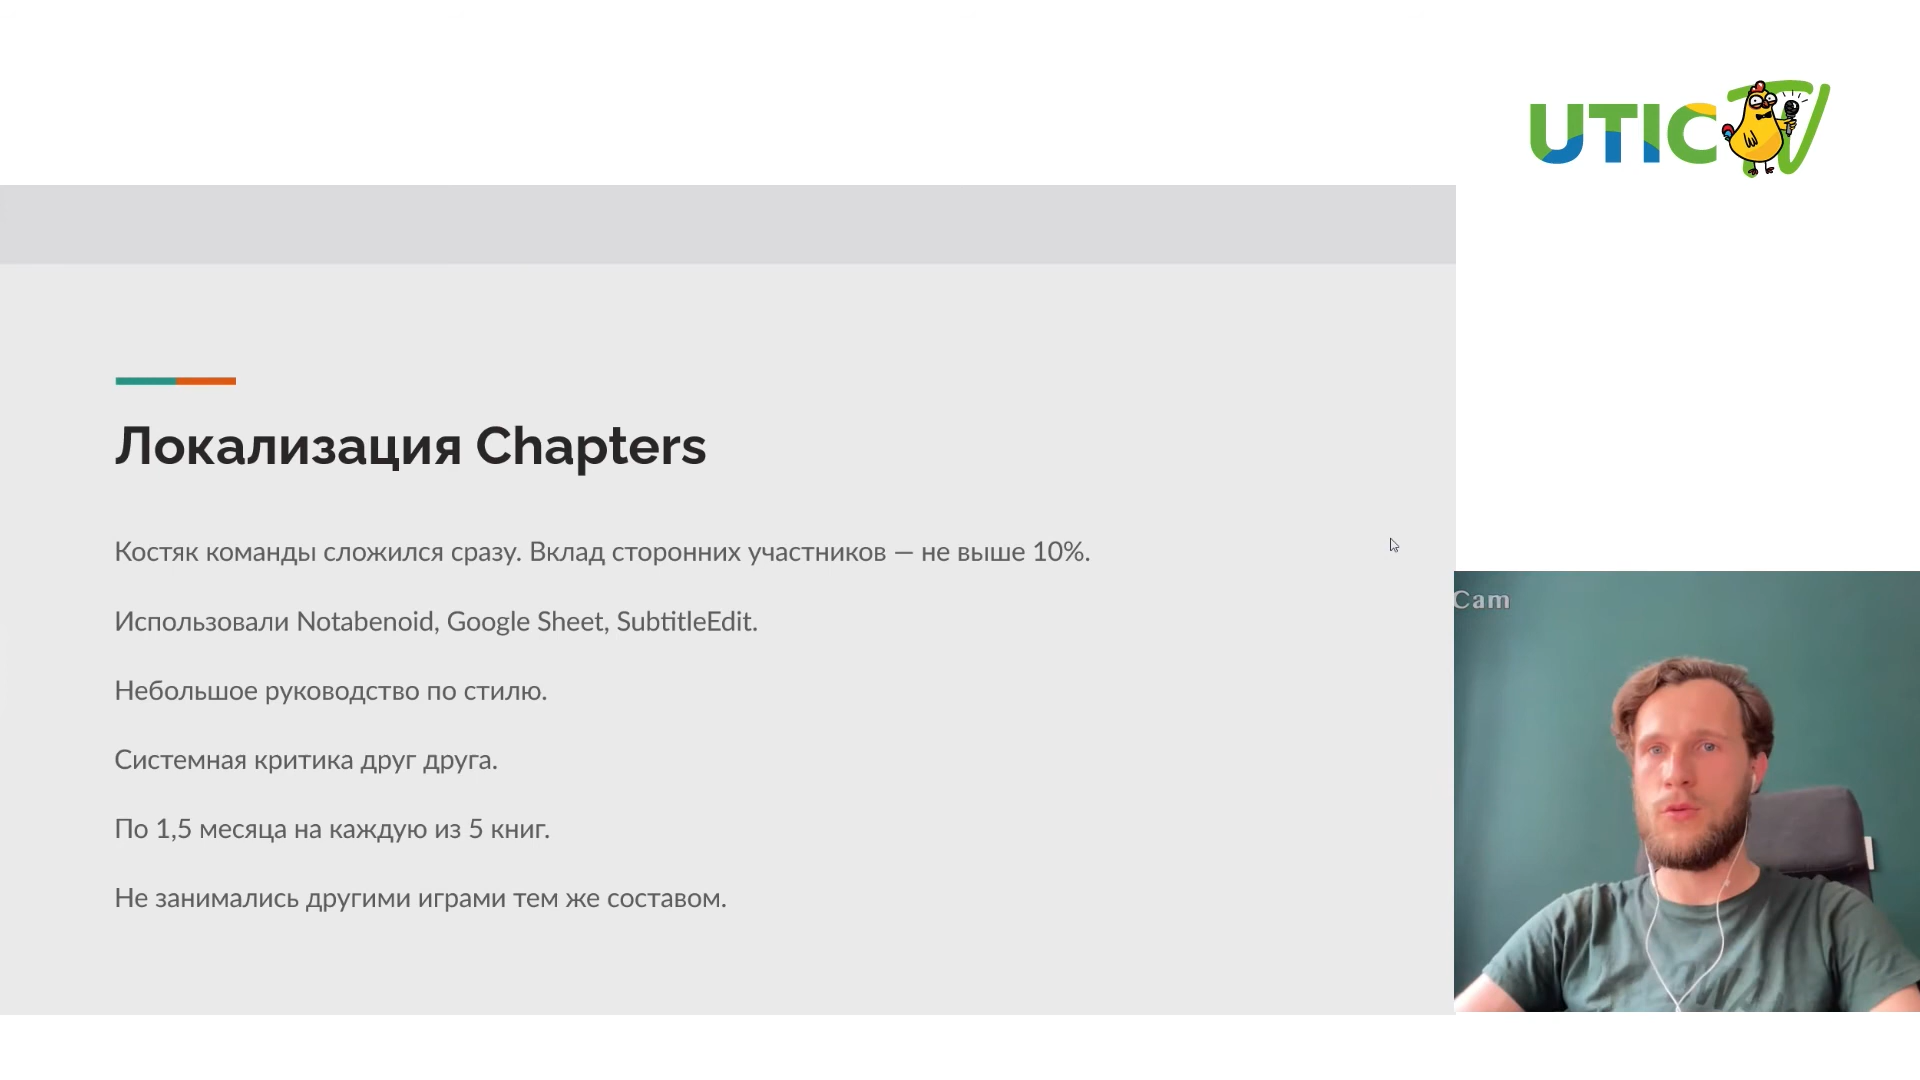 UTIC TV
Локализация Chapters
Костяк команды сложился сразу. Вклад сторонних участников — не выше 10%.
Использовали Notabenoid, Google Sheet, SubtitleEdit.
Небольшое руководство по стилю.
Системная критика друг друга.
По 1,5 месяца на каждую из 5 книг.
Не занимались другими играми тем же составом.
Cam